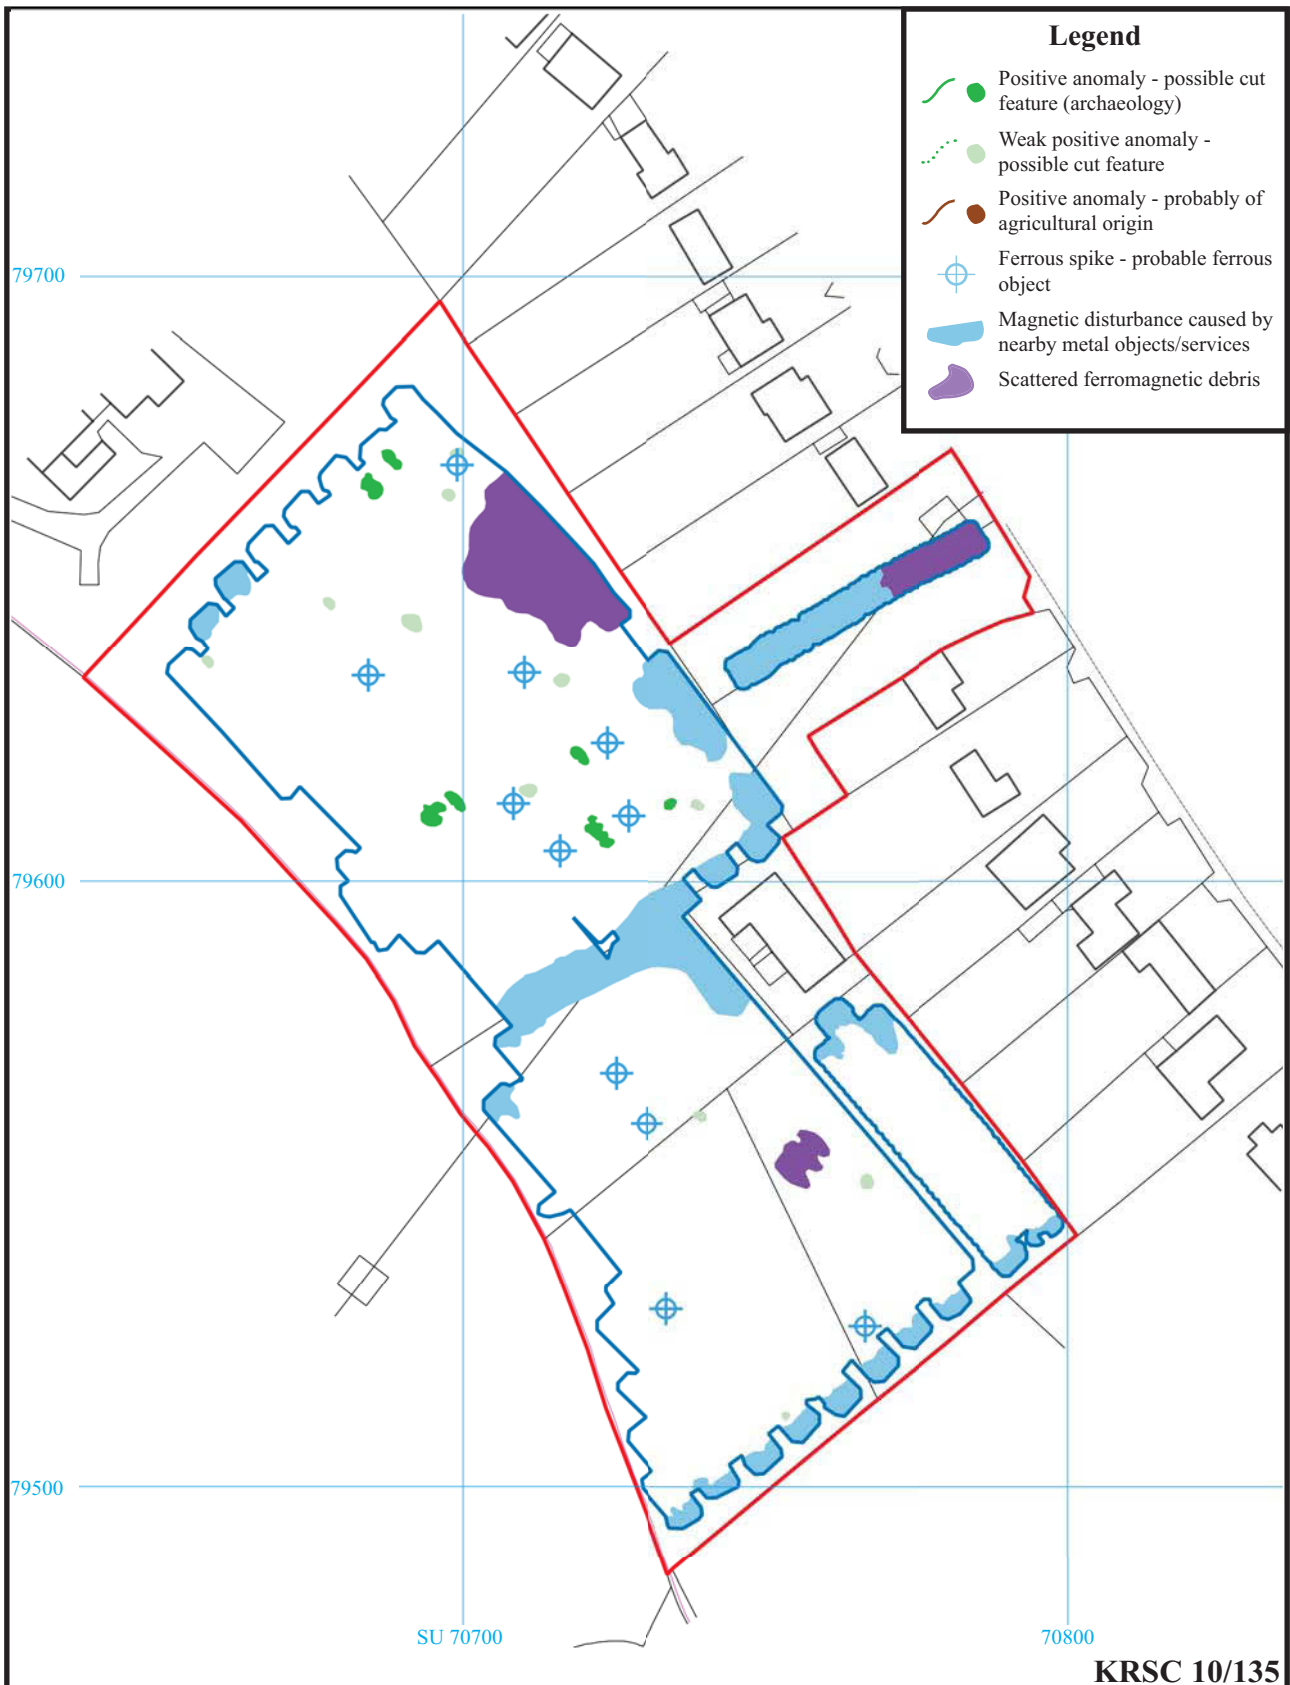 Legend
Positive anomaly - possible cut
feature (archaeology)
Weak positive anomaly -
possible cut feature
Positive anomaly - probably of
agricultural origin
Ferrous spike - probable ferrous
object
Magnetic disturbance caused by
nearby metal objects/services
Scattered ferromagnetic debris
79700
79600
79500
SU 70700
70800
KRSC 10/135